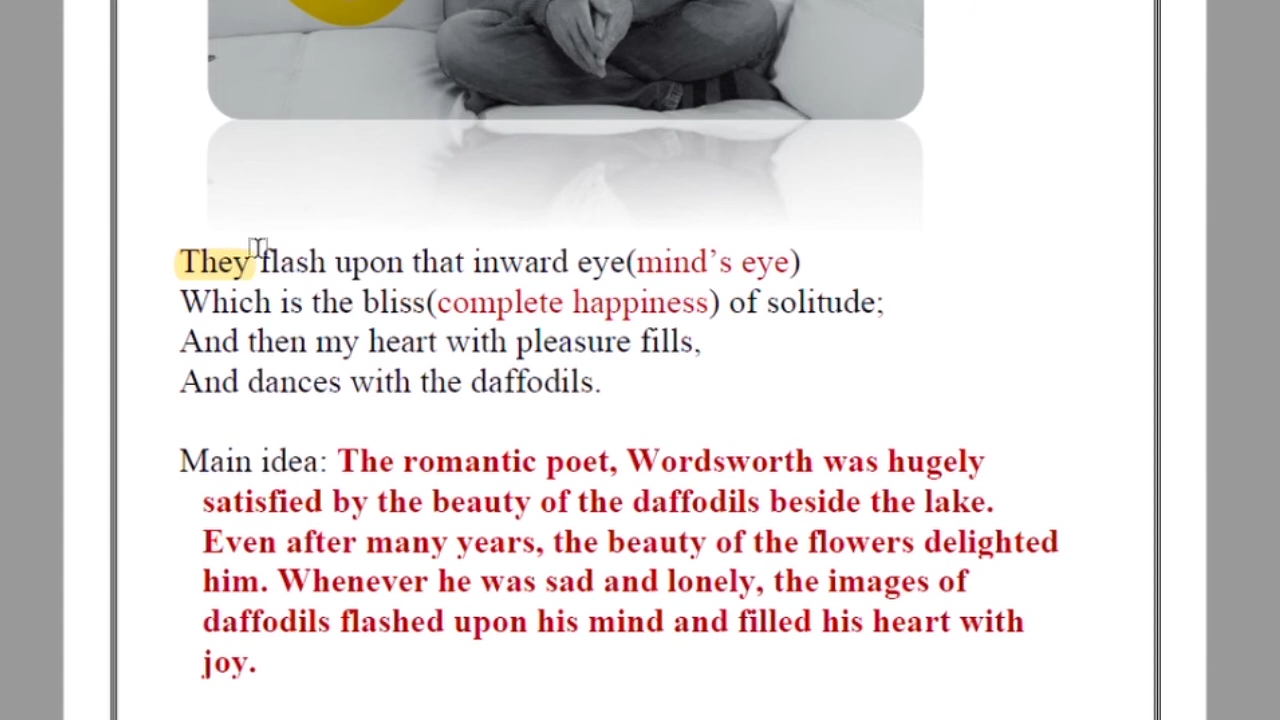 They flash upon that inward eye(mind’s eye)
Which is the bliss(complete happiness) of solitude;
And then my heart with pleasure fills,
And dances with the daffodils.
Main idea: The romantic poet, Wordsworth was hugely
satisfied by the beauty of the daffodils beside the lake.
Even after many years, the beauty of the flowers delighted
him. Whenever he was sad and lonely, the images of
daffodils flashed upon his mind and filled his heart with
joy.